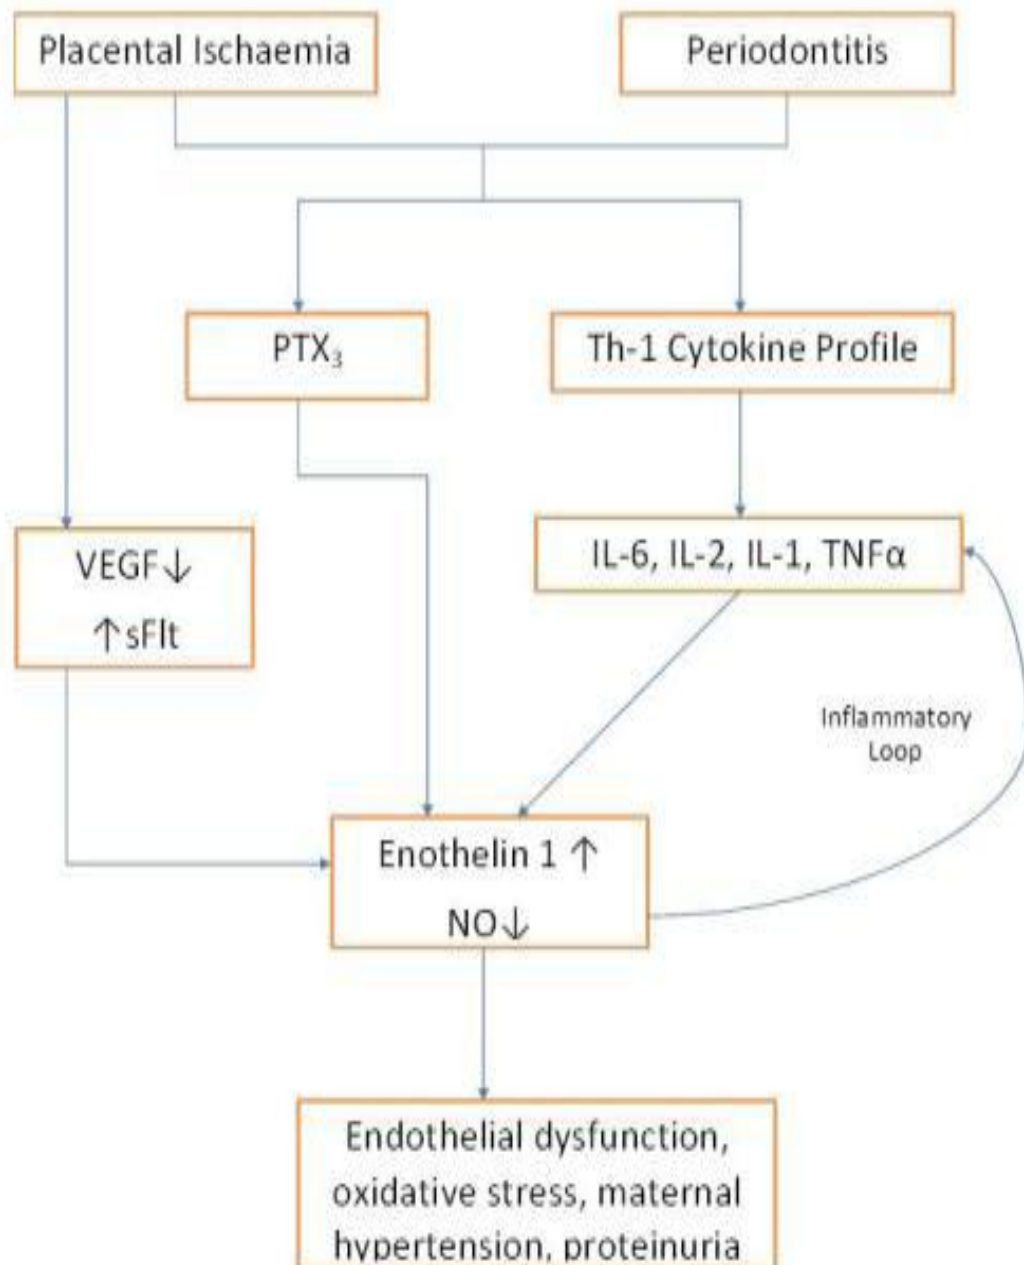 Placental Ischaemia
Periodontitis
PTX₃
Th-1 Cytokine Profile
VEGF↓
↑sFlt
IL-6, IL-2, IL-1, TNFα
Inflammatory
Loop
Enothelin 1 ↑
NO↓
Endothelial dysfunction,
oxidative stress, maternal
hypertension, proteinuria